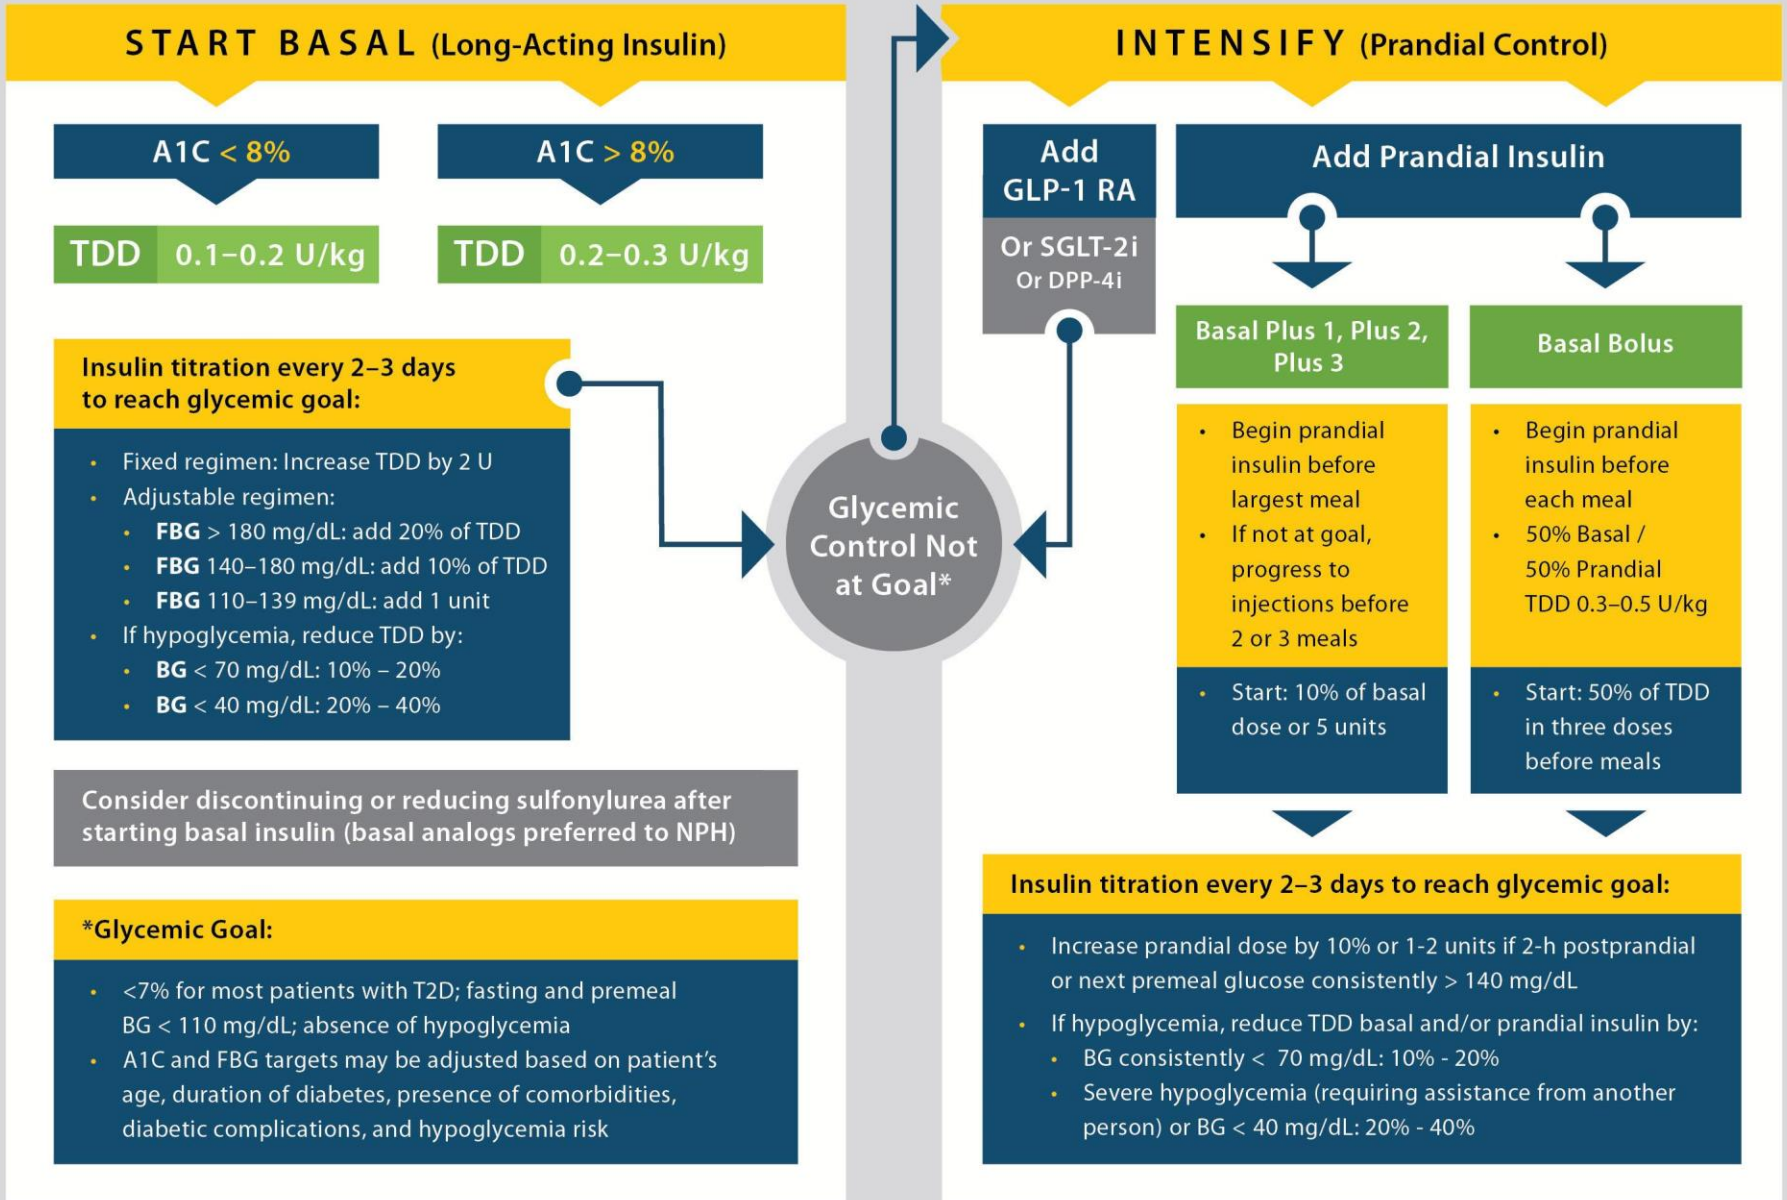 START BASAL (Long-Acting Insulin)
A1C < 8%
A1C > 8%
TDD 0.1–0.2 U/kg
TDD 0.2–0.3 U/kg
Insulin titration every 2–3 days
to reach glycemic goal:
• Fixed regimen: Increase TDD by 2 U
• Adjustable regimen:
• FBG > 180 mg/dL: add 20% of TDD
• FBG 140–180 mg/dL: add 10% of TDD
• FBG 110–139 mg/dL: add 1 unit
• If hypoglycemia, reduce TDD by:
• BG < 70 mg/dL: 10% – 20%
• BG < 40 mg/dL: 20% – 40%
Consider discontinuing or reducing sulfonylurea after
starting basal insulin (basal analogs preferred to NPH)
*Glycemic Goal:
• <7% for most patients with T2D; fasting and premeal
BG < 110 mg/dL; absence of hypoglycemia
• A1C and FBG targets may be adjusted based on patient's
age, duration of diabetes, presence of comorbidities,
diabetic complications, and hypoglycemia risk
Glycemic
Control Not
at Goal*
INTENSIFY (Prandial Control)
Add
GLP-1 RA
Or SGLT-2i
Or DPP-4i
Add Prandial Insulin
Basal Plus 1, Plus 2,
Plus 3
• Begin prandial
insulin before
largest meal
• If not at goal,
progress to
injections before
2 or 3 meals
• Start: 10% of basal
dose or 5 units
Basal Bolus
• Begin prandial
insulin before
each meal
• 50% Basal /
50% Prandial
TDD 0.3–0.5 U/kg
• Start: 50% of TDD
in three doses
before meals
Insulin titration every 2–3 days to reach glycemic goal:
• Increase prandial dose by 10% or 1-2 units if 2-h postprandial
or next premeal glucose consistently > 140 mg/dL
• If hypoglycemia, reduce TDD basal and/or prandial insulin by:
• BG consistently < 70 mg/dL: 10% - 20%
• Severe hypoglycemia (requiring assistance from another
person) or BG < 40 mg/dL: 20% - 40%